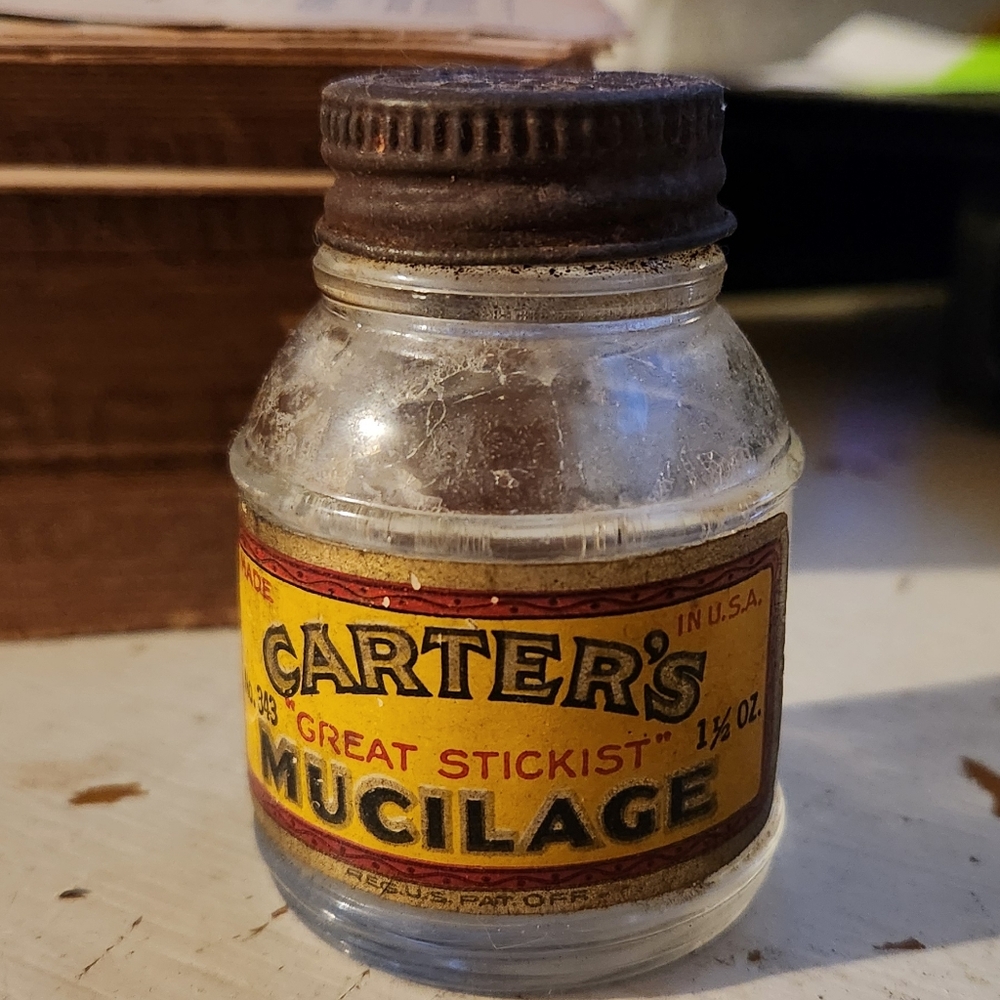 MADE
IN U.S.A.
CARTER'S
No. 343
"GREAT STICKIST"
1½ OZ.
MUCILAGE
REG. U.S. PAT. OFF.